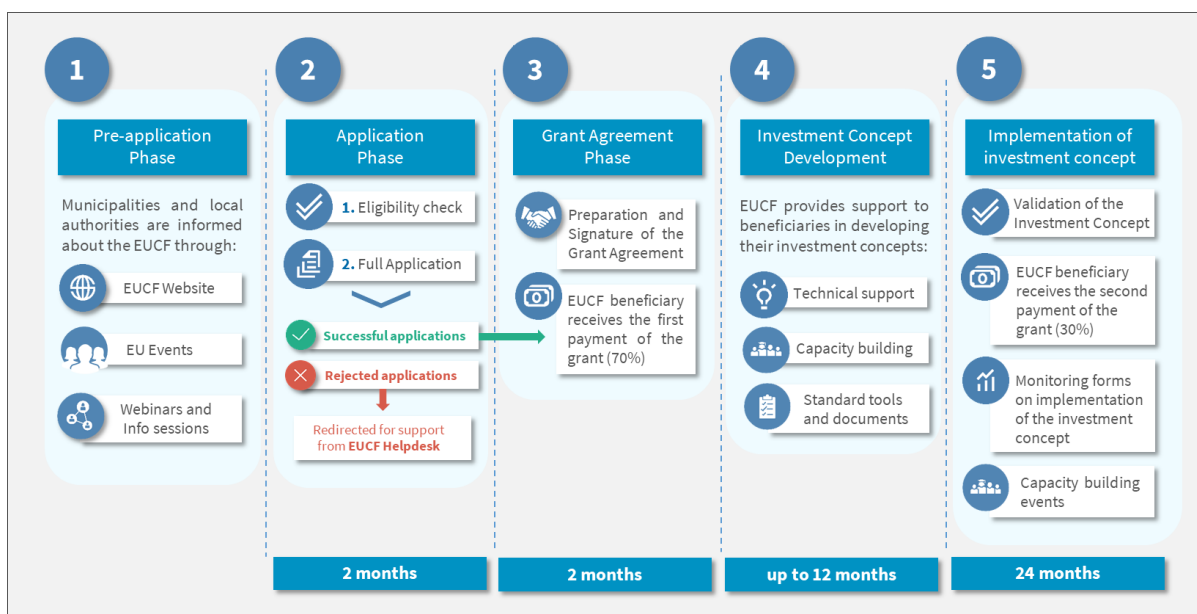 1
Pre-application
Phase
Municipalities and local
authorities are informed
about the EUCF through:
EUCF Website
EU Events
Webinars and
Info sessions
2
Application
Phase
1. Eligibility check
2. Full Application
Successful applications
Rejected applications
Redirected for support
from EUCF Helpdesk
2 months
3
Grant Agreement
Phase
Preparation and
Signature of the
Grant Agreement
EUCF beneficiary
receives the first
payment of the
grant (70%)
2 months
4
Investment Concept
Development
EUCF provides support to
beneficiaries in developing
their investment concepts:
Technical support
Capacity building
Standard tools
and documents
up to 12 months
5
Implementation of
investment concept
Validation of the
Investment Concept
EUCF beneficiary
receives the second
payment of the
grant (30%)
Monitoring forms
on implementation
of the investment
concept
Capacity building
events
24 months